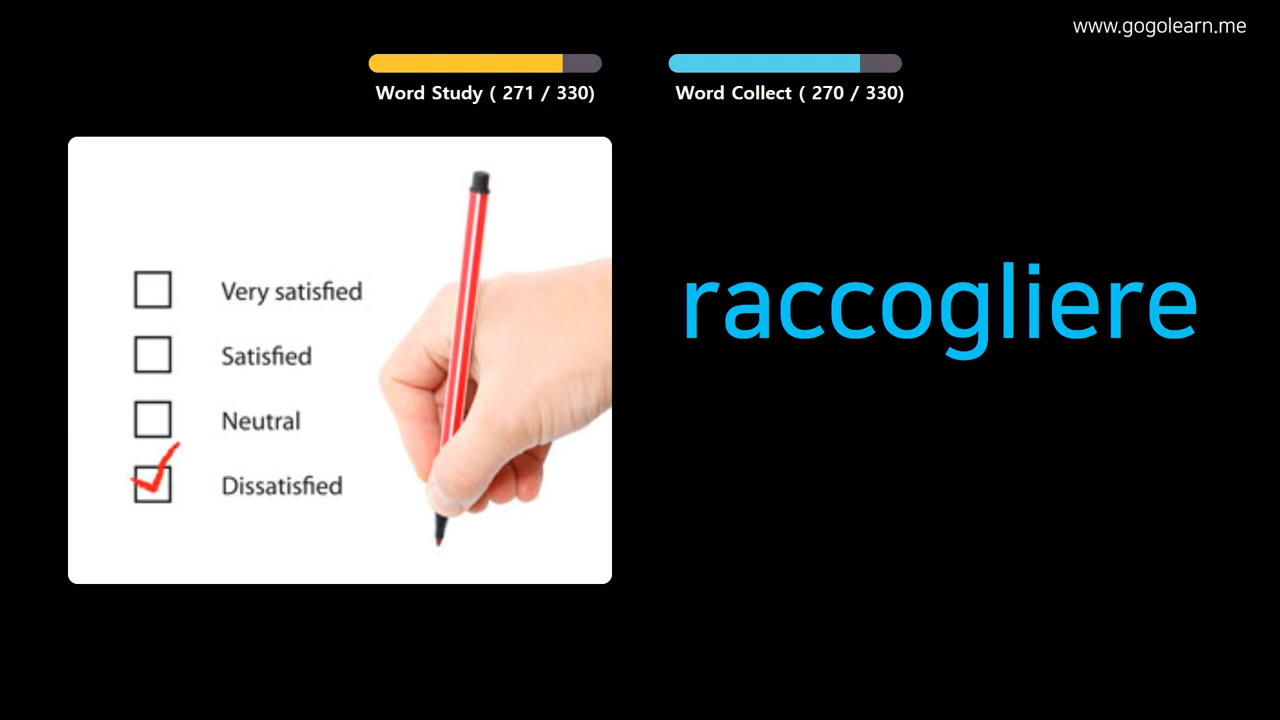 www.gogolearn.me
Word Study ( 271 / 330)
Word Collect ( 270 / 330)
Very satisfied
Satisfied
Neutral
Dissatisfied
raccogliere